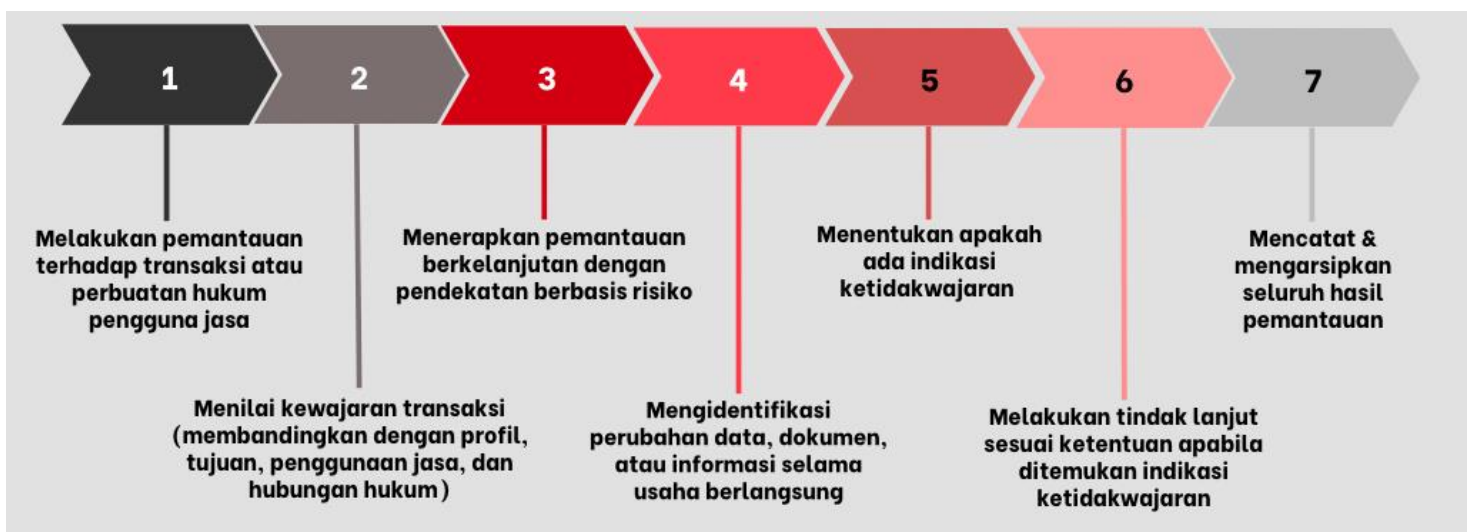 1
Melakukan pemantauan
terhadap transaksi atau
perbuatan hukum
pengguna jasa
2
Menilai kewajaran transaksi
(membandingkan dengan profil,
tujuan, penggunaan jasa, dan
hubungan hukum)
3
Menerapkan pemantauan
berkelanjutan dengan
pendekatan berbasis risiko
4
Mengidentifikasi
perubahan data, dokumen,
atau informasi selama
usaha berlangsung
5
Menentukan apakah
ada indikasi
ketidakwajaran
6
Melakukan tindak lanjut
sesuai ketentuan apabila
ditemukan indikasi
ketidakwajaran
7
Mencatat &
mengarsipkan
seluruh hasil
pemantauan